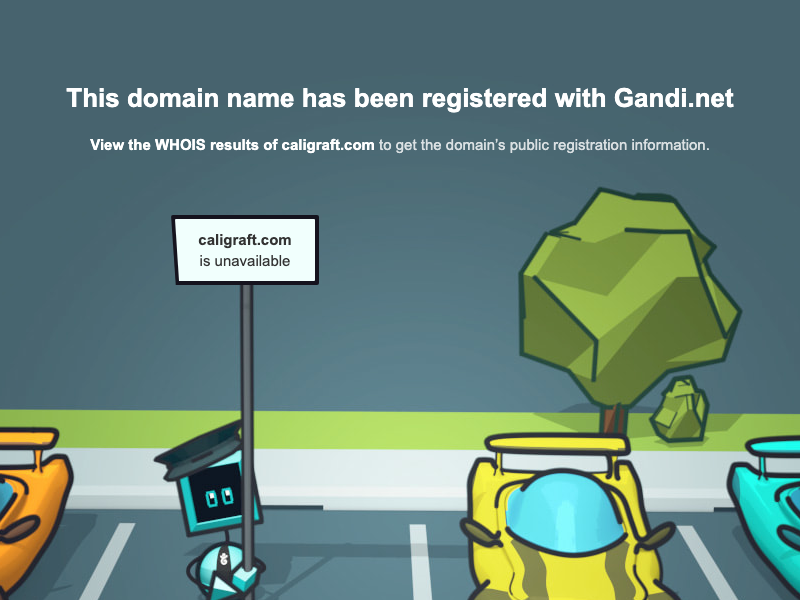 This domain name has been registered with Gandi.net
View the WHOIS results of caligraft.com to get the domain’s public registration information.
caligraft.com
is unavailable